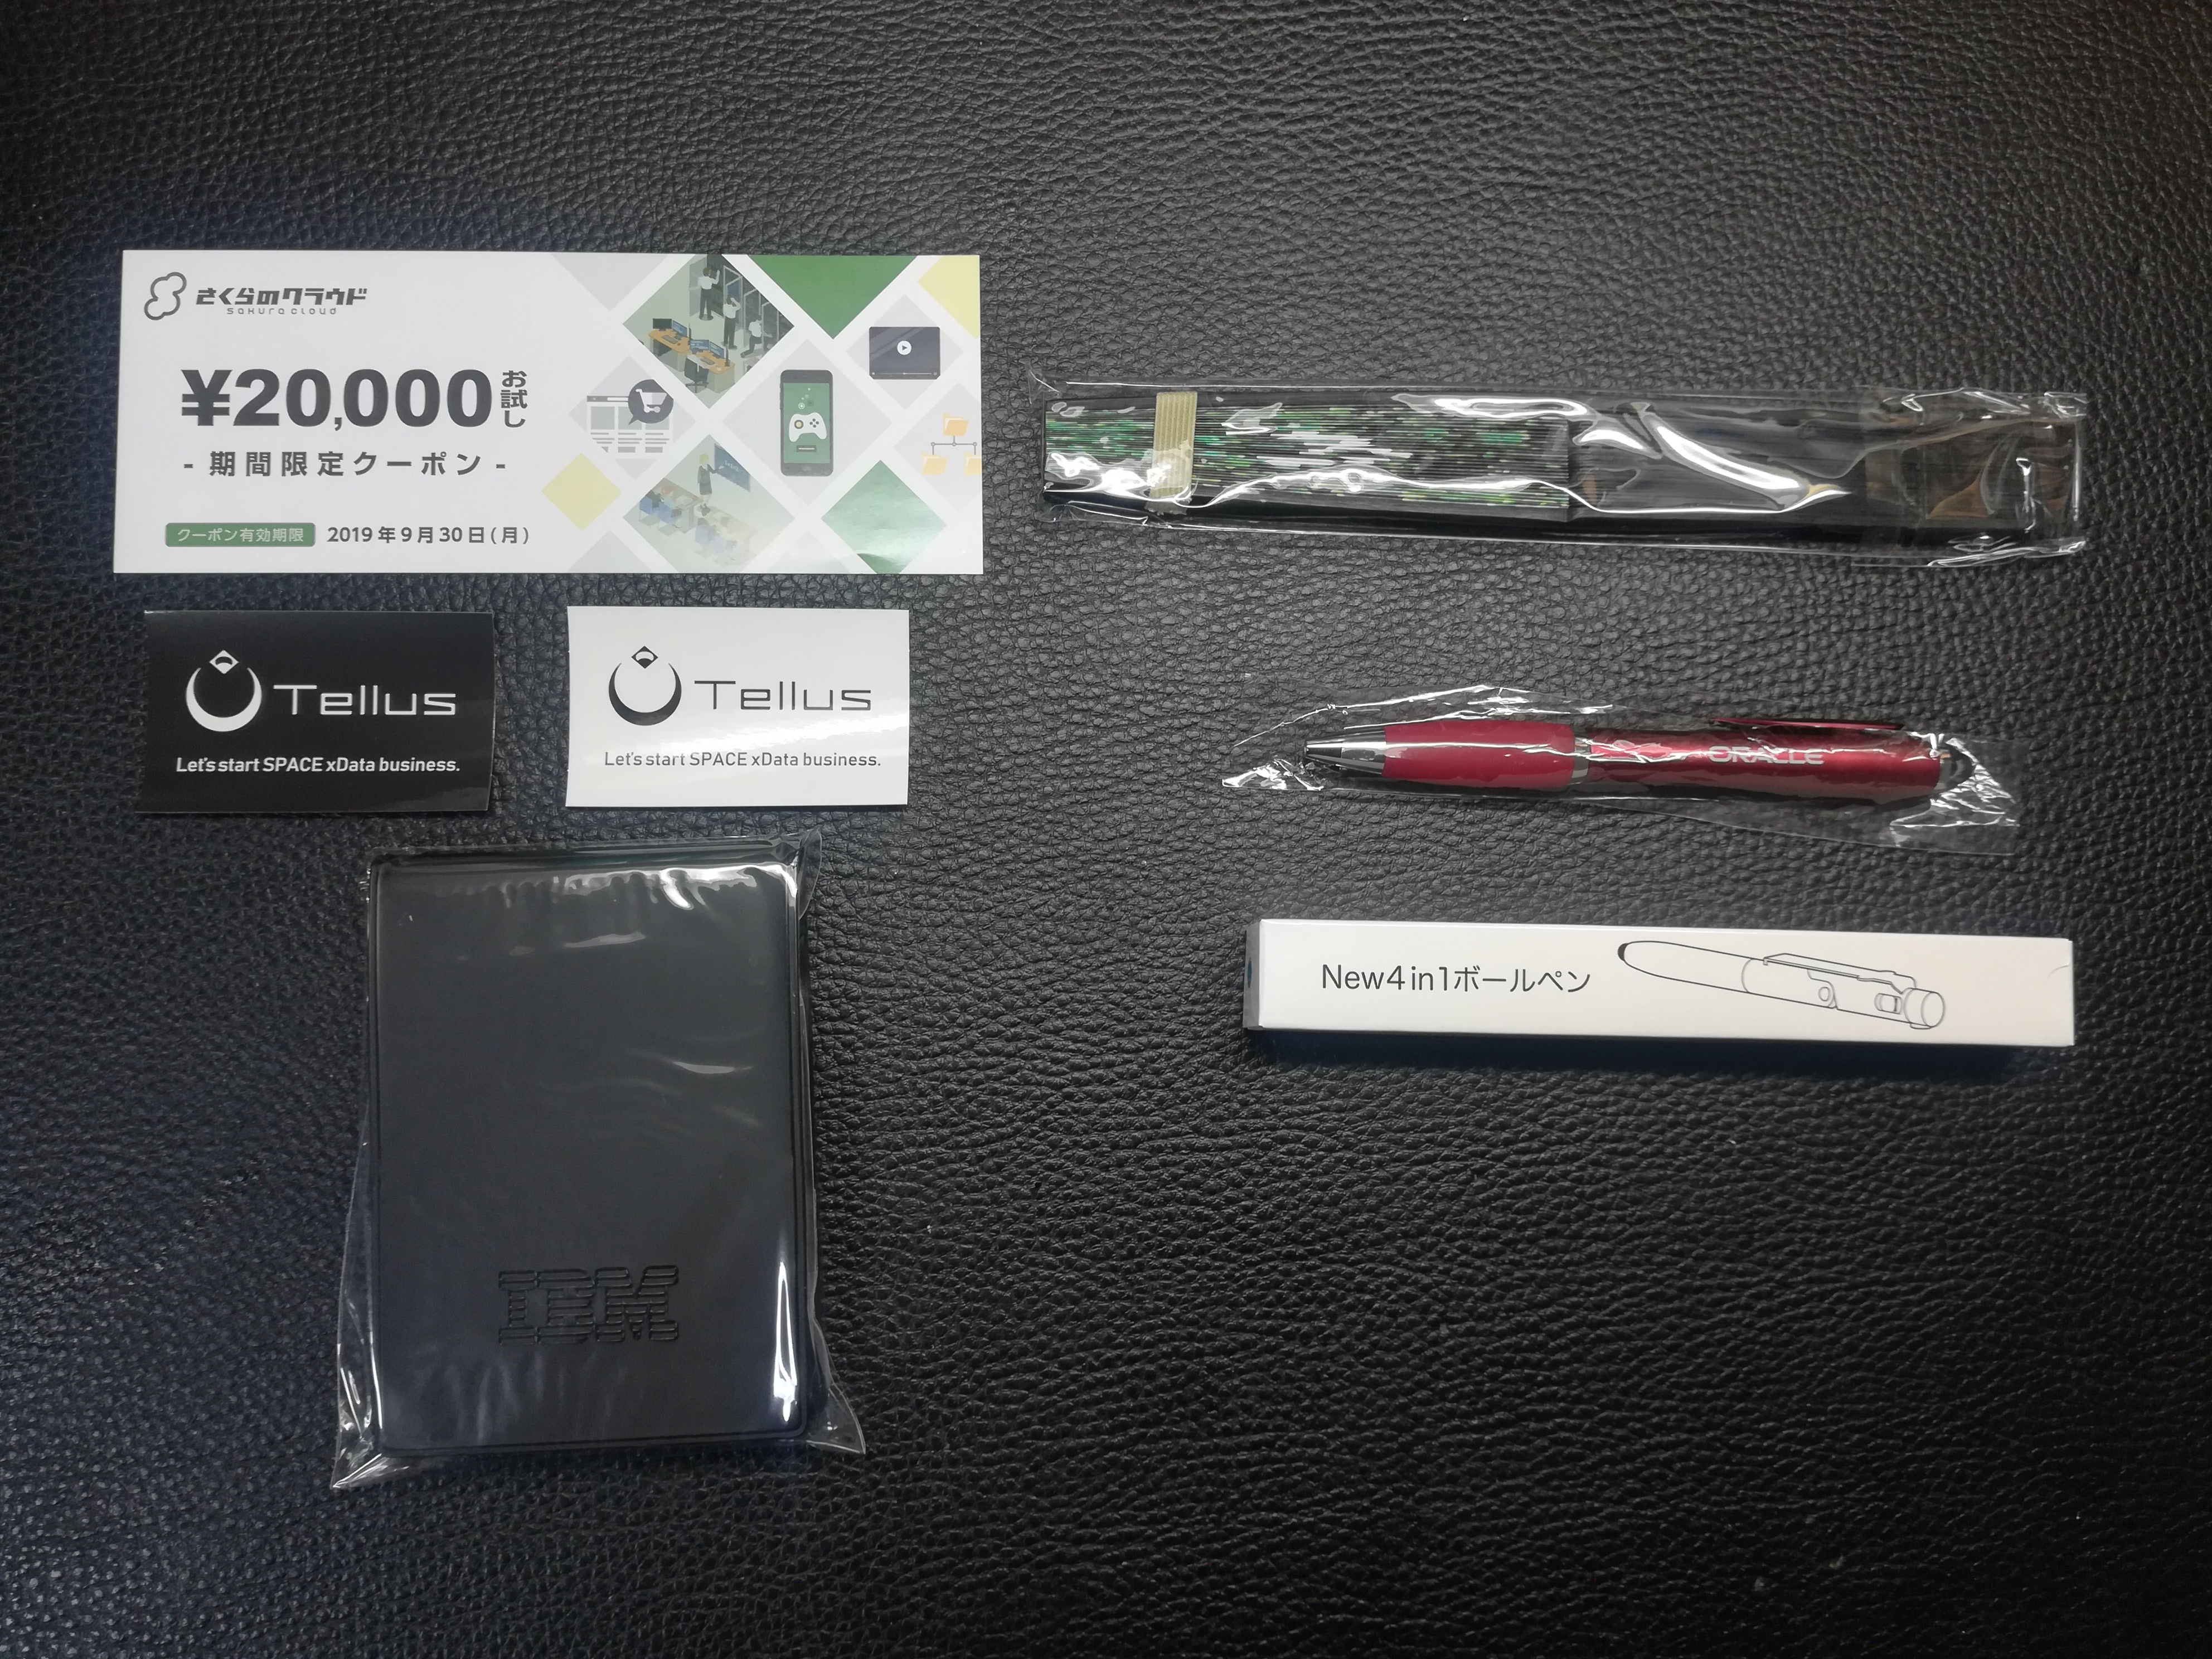 さくらのクラウド
sakura cloud
¥20,000お試し
- 期間限定クーポン -
クーポン有効期限 2019年9月30日(月)
Tellus
Let's start SPACE xData business.
Tellus
Let's start SPACE xData business.
IBM
ORACLE
New4in1ボールペン